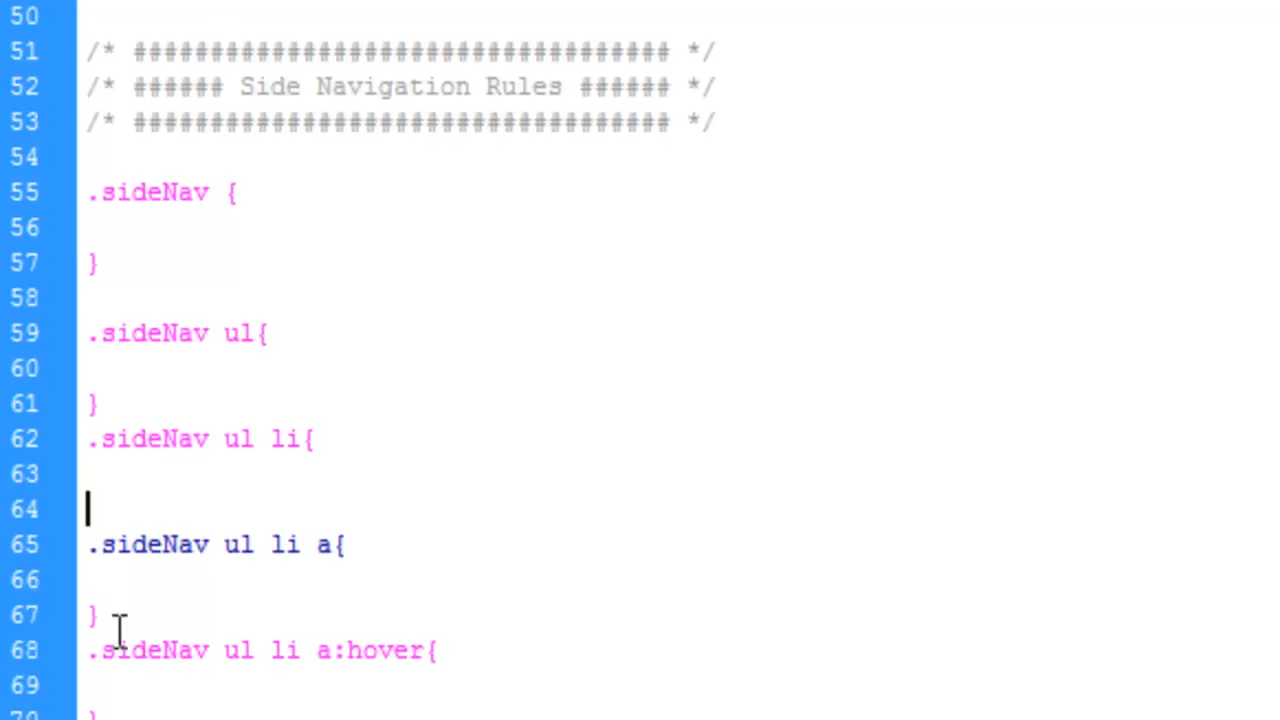 50
51 /* ################################### */
52 /* ###### Side Navigation Rules ###### */
53 /* ################################### */
54
55 .sideNav {
56
57 }
58
59 .sideNav ul{
60
61 }
62 .sideNav ul li{
63
64
65 .sideNav ul li a{
66
67 }
68 .sideNav ul li a:hover{
69
70 }